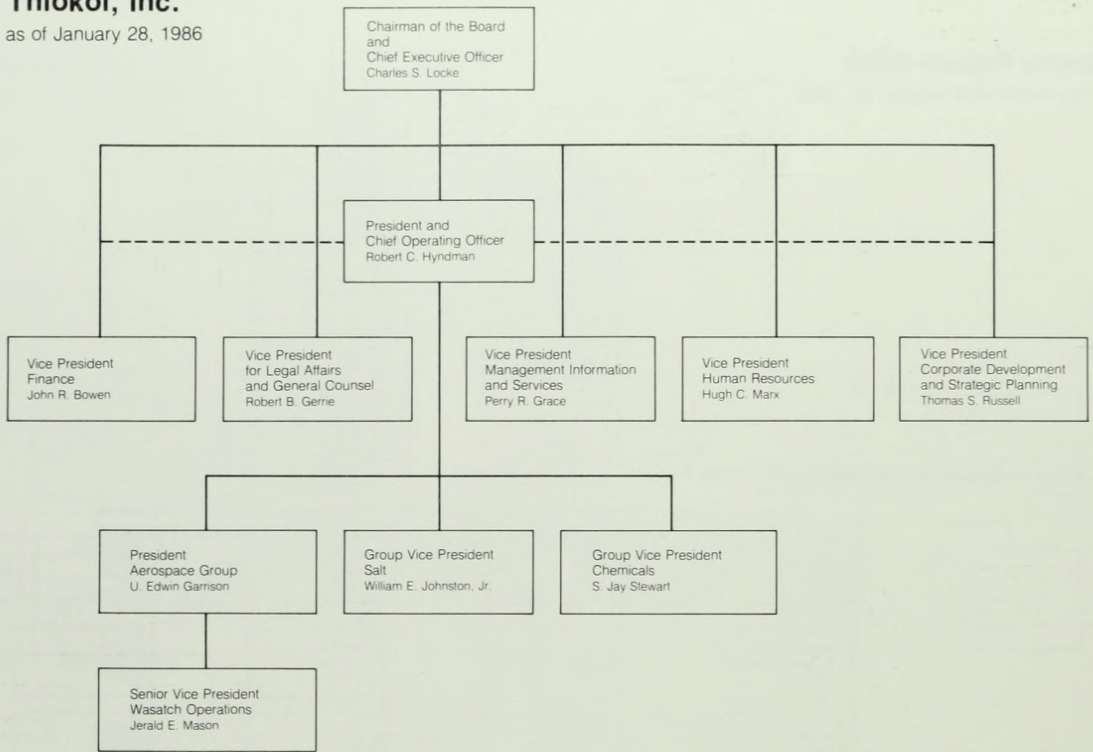 Thiokol, Inc.
as of January 28, 1986
Chairman of the Board
and
Chief Executive Officer
Charles S. Locke
President and
Chief Operating Officer
Robert C. Hyndman
Vice President
Finance
John R. Bowen
Vice President
for Legal Affairs
and General Counsel
Robert B. Gerrie
Vice President
Management Information
and Services
Perry R. Grace
Vice President
Human Resources
Hugh C. Marx
Vice President
Corporate Development
and Strategic Planning
Thomas S. Russell
President
Aerospace Group
U. Edwin Garrison
Group Vice President
Salt
William E. Johnston, Jr.
Group Vice President
Chemicals
S. Jay Stewart
Senior Vice President
Wasatch Operations
Jerald E. Mason